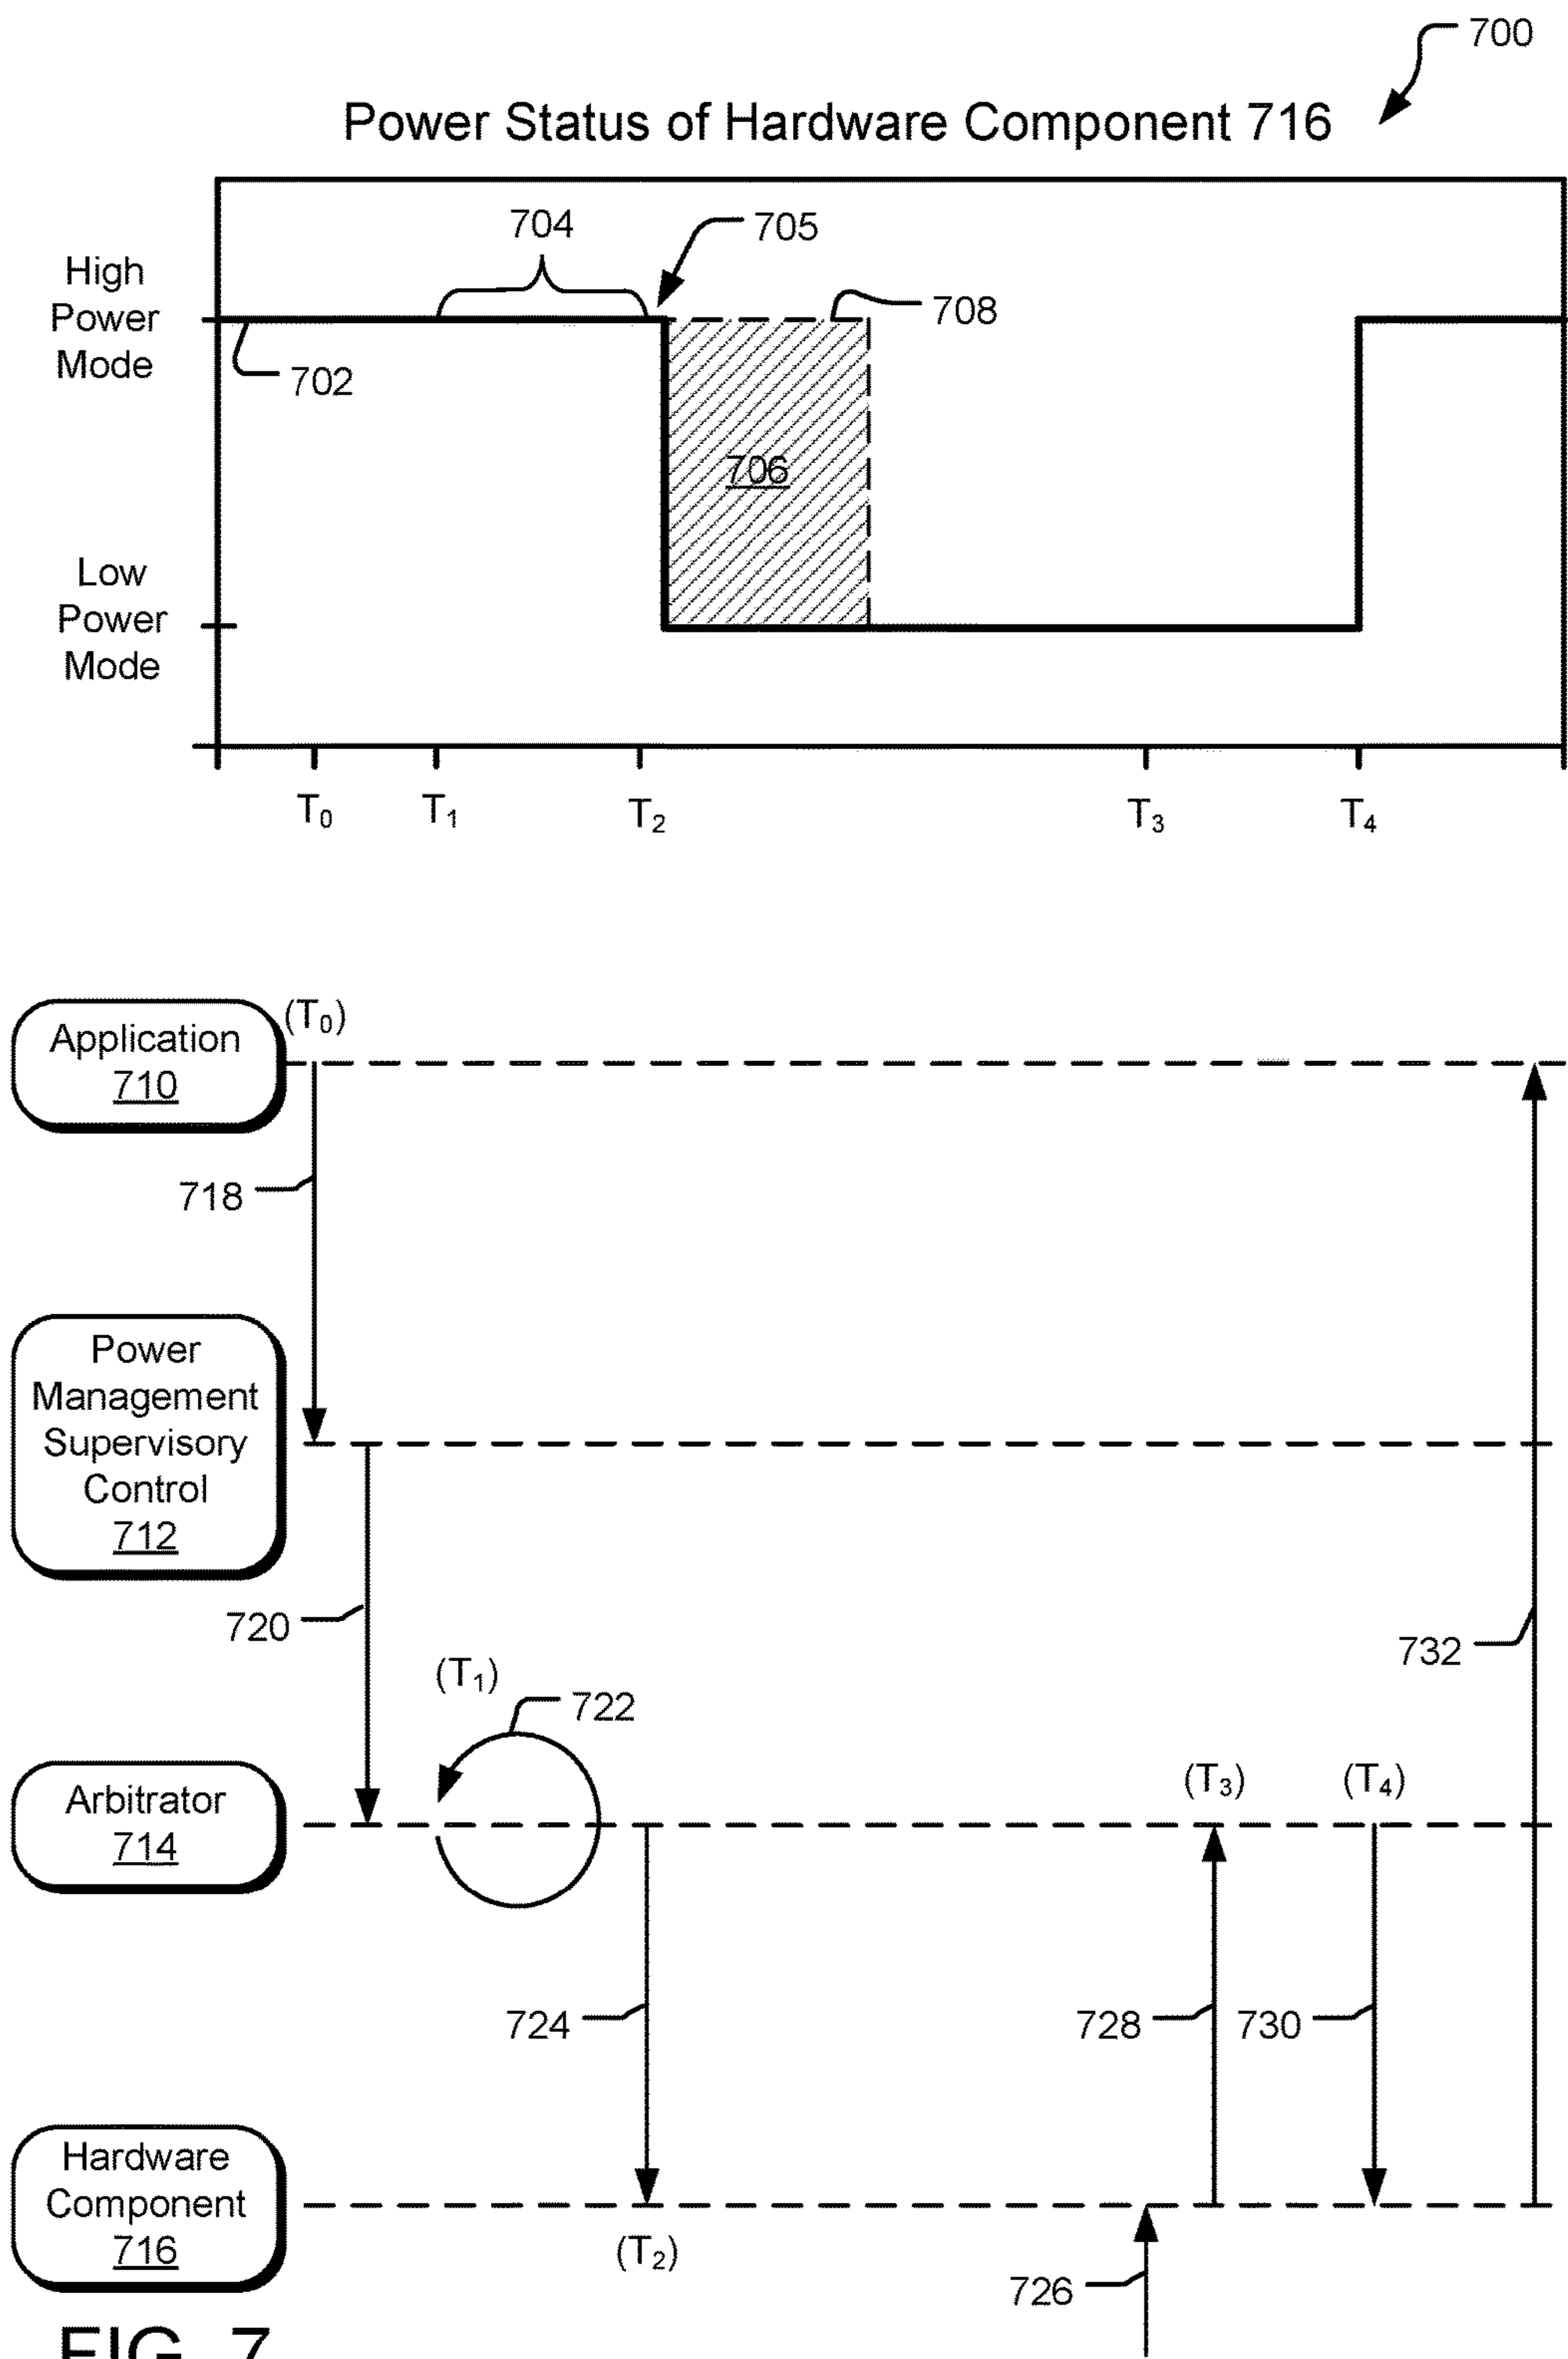 700
Power Status of Hardware Component 716
704
705
High
Power
Mode
708
702
706
Low
Power
Mode
T0 T1 T2 T3 T4
(T0)
Application
710
718
Power
Management
Supervisory
Control
712
720
732
(T1)
722
(T3) (T4)
Arbitrator
714
724
728
730
Hardware
Component
716
(T2)
726
FIG. 7